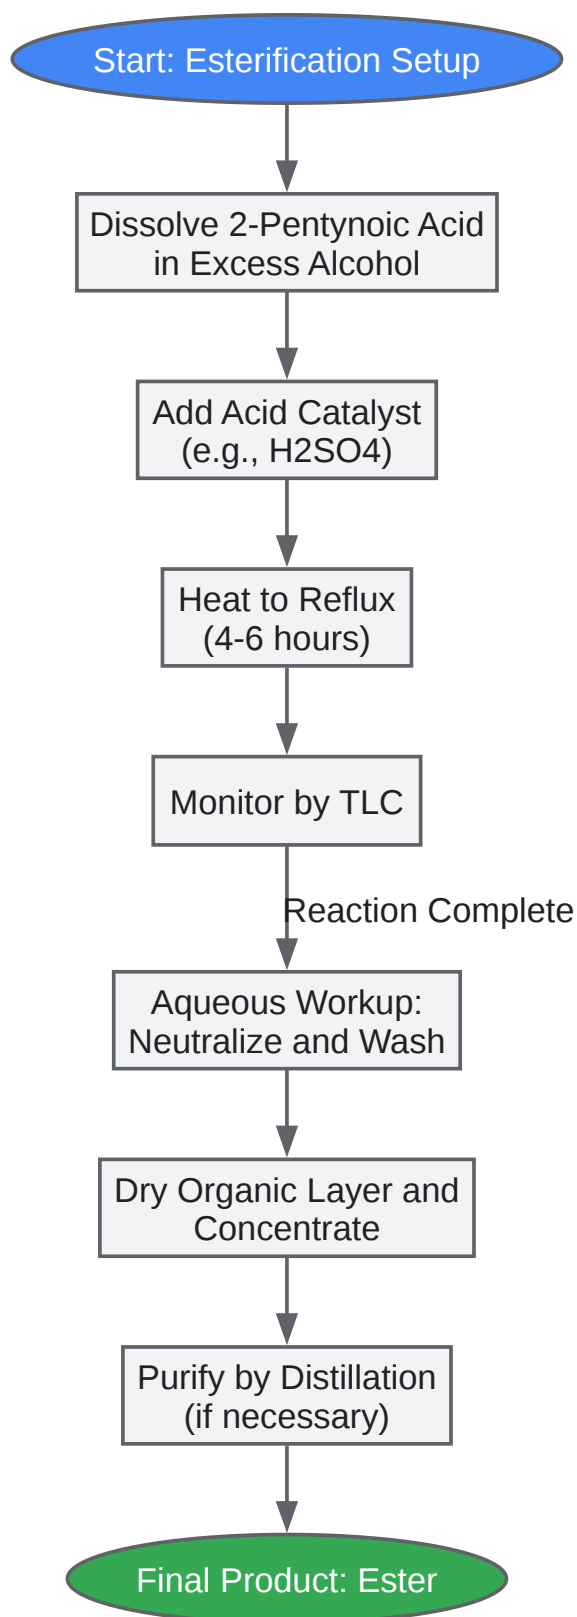 Start: Esterification Setup
Dissolve 2-Pentynoic Acid
in Excess Alcohol
Add Acid Catalyst
(e.g., H2SO4)
Heat to Reflux
(4-6 hours)
Monitor by TLC
Reaction Complete
Aqueous Workup:
Neutralize and Wash
Dry Organic Layer and
Concentrate
Purify by Distillation
(if necessary)
Final Product: Ester